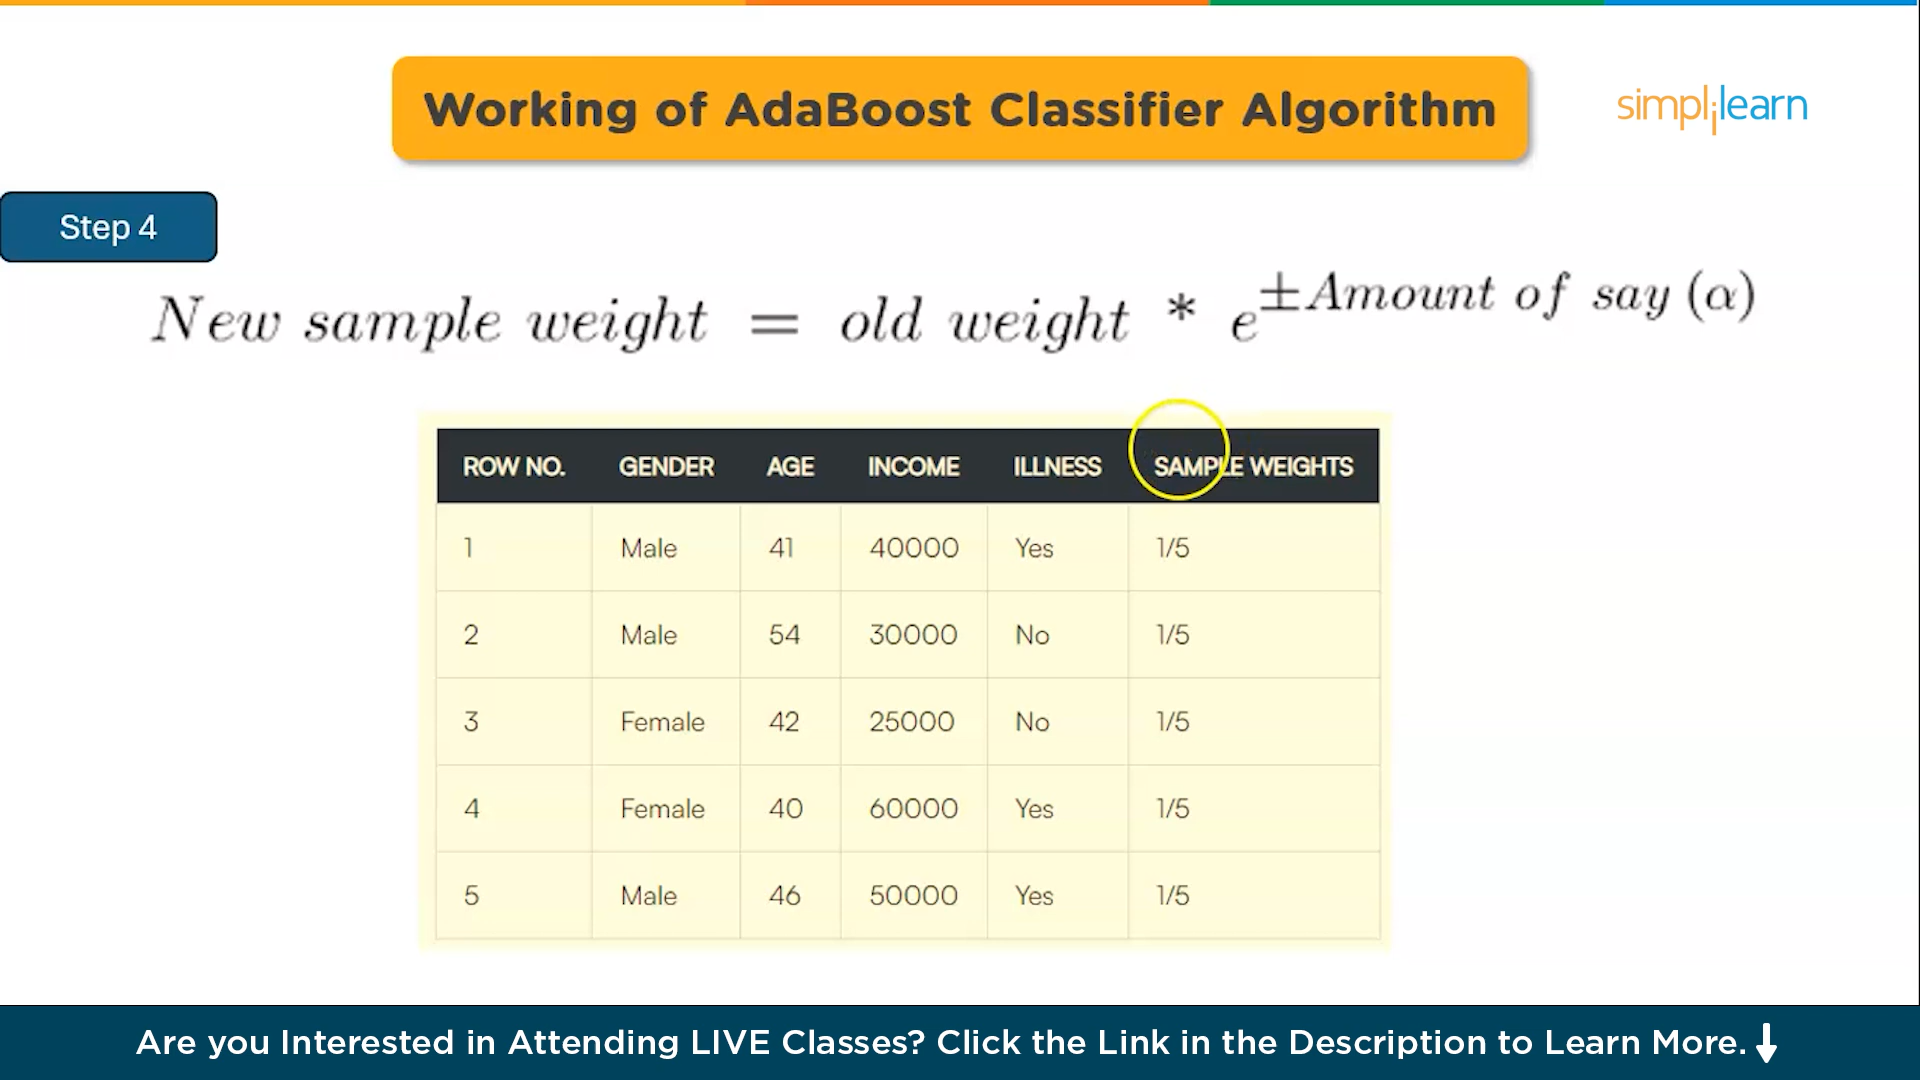 Working of AdaBoost Classifier Algorithm
simplilearn
Step 4
New sample weight = old weight * e^{±Amount of say (α)}
ROW NO. GENDER AGE INCOME ILLNESS SAMPLE WEIGHTS
1 Male 41 40000 Yes 1/5
2 Male 54 30000 No 1/5
3 Female 42 25000 No 1/5
4 Female 40 60000 Yes 1/5
5 Male 46 50000 Yes 1/5
Are you Interested in Attending LIVE Classes? Click the Link in the Description to Learn More.